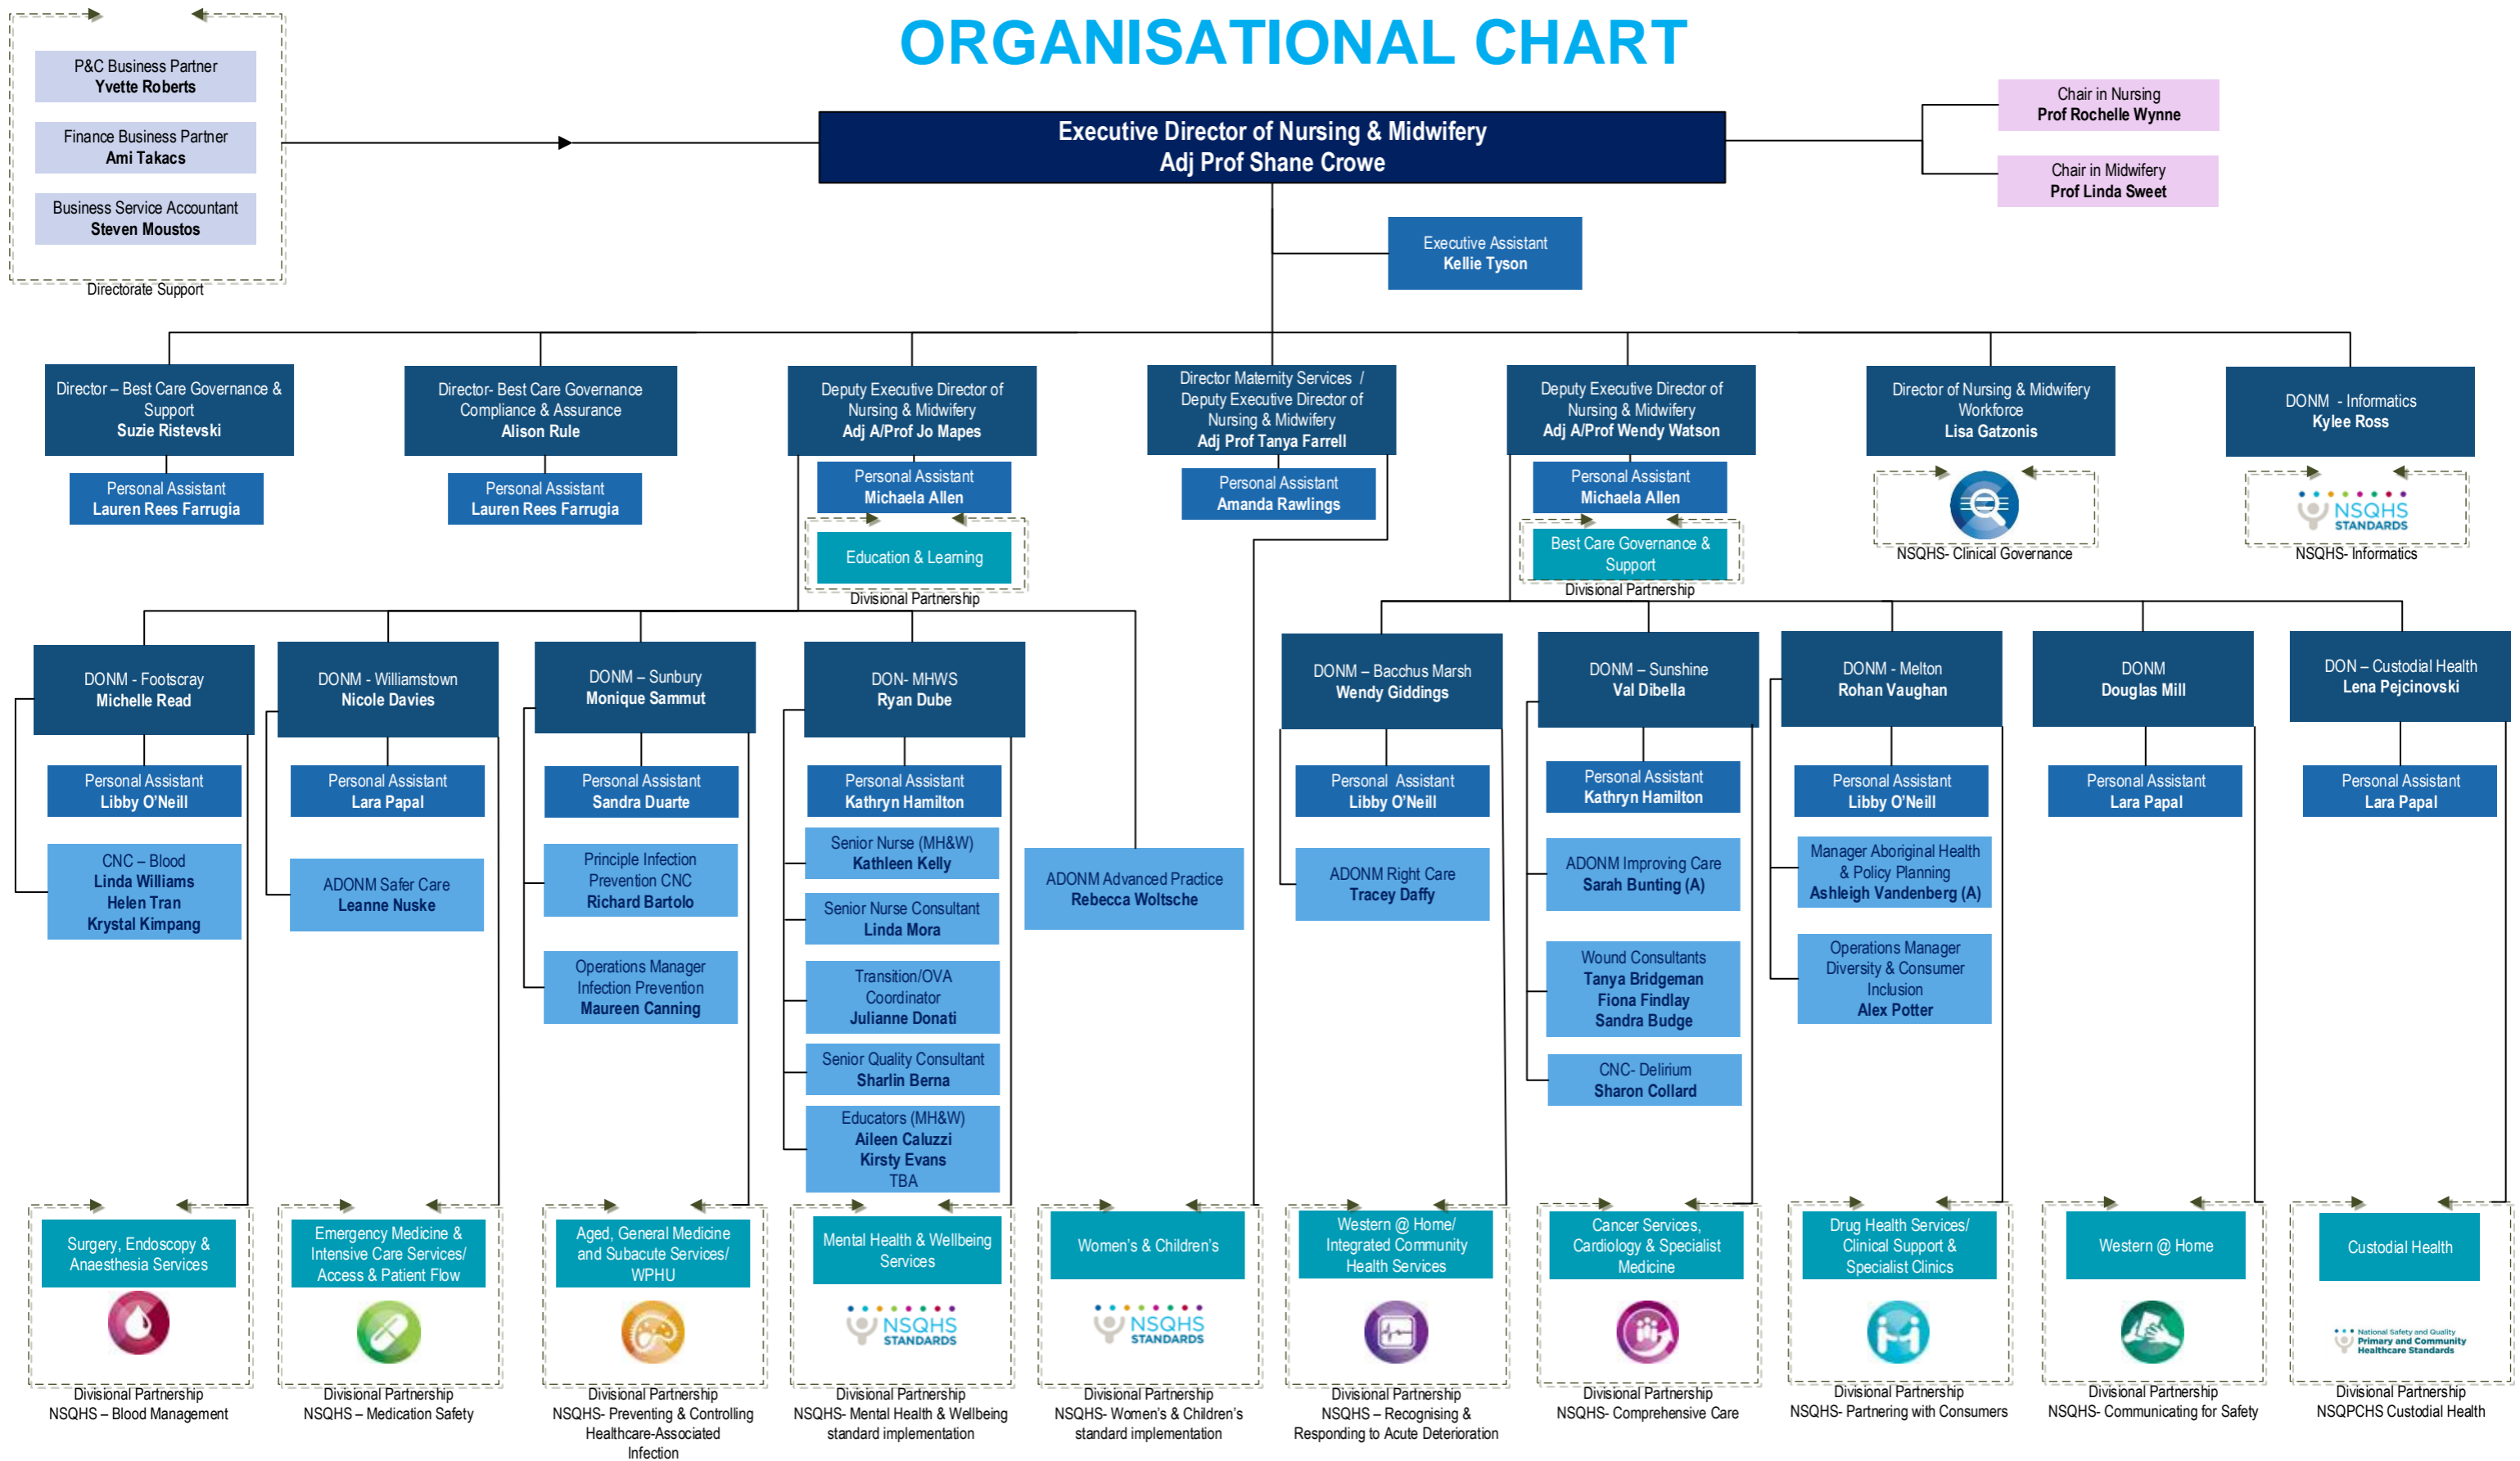 ORGANISATIONAL CHART
P&C Business Partner
Yvette Roberts
Finance Business Partner
Ami Takacs
Business Service Accountant
Steven Moustos
Directorate Support
Executive Director of Nursing & Midwifery
Adj Prof Shane Crowe
Chair in Nursing
Prof Rochelle Wynne
Chair in Midwifery
Prof Linda Sweet
Executive Assistant
Kellie Tyson
Director – Best Care Governance &
Support
Suzie Ristevski
Personal Assistant
Lauren Rees Farrugia
Director- Best Care Governance
Compliance & Assurance
Alison Rule
Personal Assistant
Lauren Rees Farrugia
Deputy Executive Director of
Nursing & Midwifery
Adj A/Prof Jo Mapes
Personal Assistant
Michaela Allen
Education & Learning
Divisional Partnership
Director Maternity Services /
Deputy Executive Director of
Nursing & Midwifery
Adj Prof Tanya Farrell
Personal Assistant
Amanda Rawlings
Deputy Executive Director of
Nursing & Midwifery
Adj A/Prof Wendy Watson
Personal Assistant
Michaela Allen
Best Care Governance &
Support
Divisional Partnership
Director of Nursing & Midwifery
Workforce
Lisa Gatzonis
NSQHS- Clinical Governance
DONM - Informatics
Kylee Ross
NSQHS
STANDARDS
NSQHS- Informatics
DONM - Footscray
Michelle Read
Personal Assistant
Libby O'Neill
CNC – Blood
Linda Williams
Helen Tran
Krystal Kimpang
DONM - Williamstown
Nicole Davies
Personal Assistant
Lara Papal
ADONM Safer Care
Leanne Nuske
DONM – Sunbury
Monique Sammut
Personal Assistant
Sandra Duarte
Principle Infection
Prevention CNC
Richard Bartolo
Operations Manager
Infection Prevention
Maureen Canning
DON- MHWS
Ryan Dube
Personal Assistant
Kathryn Hamilton
Senior Nurse (MH&W)
Kathleen Kelly
Senior Nurse Consultant
Linda Mora
Transition/OVA
Coordinator
Julianne Donati
Senior Quality Consultant
Sharlin Berna
Educators (MH&W)
Aileen Caluzzi
Kirsty Evans
TBA
ADONM Advanced Practice
Rebecca Woltsche
DONM – Bacchus Marsh
Wendy Giddings
Personal Assistant
Libby O'Neill
ADONM Right Care
Tracey Daffy
DONM – Sunshine
Val Dibella
Personal Assistant
Kathryn Hamilton
ADONM Improving Care
Sarah Bunting (A)
Wound Consultants
Tanya Bridgeman
Fiona Findlay
Sandra Budge
CNC- Delirium
Sharon Collard
DONM - Melton
Rohan Vaughan
Personal Assistant
Libby O'Neill
Manager Aboriginal Health
& Policy Planning
Ashleigh Vandenberg (A)
Operations Manager
Diversity & Consumer
Inclusion
Alex Potter
DONM
Douglas Mill
Personal Assistant
Lara Papal
DON – Custodial Health
Lena Pejcinovski
Personal Assistant
Lara Papal
Surgery, Endoscopy &
Anaesthesia Services
Divisional Partnership
NSQHS – Blood Management
Emergency Medicine &
Intensive Care Services/
Access & Patient Flow
Divisional Partnership
NSQHS – Medication Safety
Aged, General Medicine
and Subacute Services/
WPHU
Divisional Partnership
NSQHS- Preventing & Controlling
Healthcare-Associated
Infection
Mental Health & Wellbeing
Services
NSQHS
STANDARDS
Divisional Partnership
NSQHS- Mental Health & Wellbeing
standard implementation
Women's & Children's
NSQHS
STANDARDS
Divisional Partnership
NSQHS- Women's & Children's
standard implementation
Western @ Home/
Integrated Community
Health Services
Divisional Partnership
NSQHS – Recognising &
Responding to Acute Deterioration
Cancer Services,
Cardiology & Specialist
Medicine
Divisional Partnership
NSQHS- Comprehensive Care
Drug Health Services/
Clinical Support &
Specialist Clinics
Divisional Partnership
NSQHS- Partnering with Consumers
Western @ Home
Divisional Partnership
NSQHS- Communicating for Safety
Custodial Health
National Safety and Quality
Primary and Community
Healthcare Standards
Divisional Partnership
NSQPCHS Custodial Health